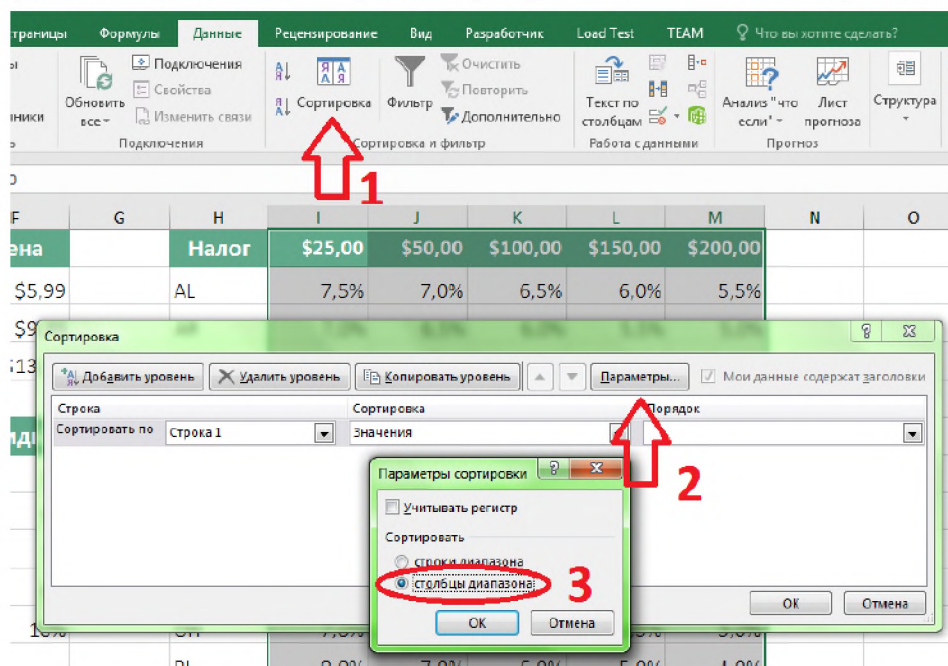 траницы Формулы Данные Рецензирование Вид Разработчик Load Test TEAM Что вы хотите сделать?
Обновить все
Подключения
Свойства
Изменить связи
Подключения
Сортировка
Фильтр
Очистить
Повторить
Дополнительно
Сортировка и фильтр
Текст по столбцам
Работа с данными
Анализ "что если"
Лист прогноза
Прогноз
Структура
1
F G H I J K L M N O
ена Налог $25,00 $50,00 $100,00 $150,00 $200,00
$5,99 AL 7,5% 7,0% 6,5% 6,0% 5,5%
Сортировка
Добавить уровень Удалить уровень Копировать уровень Параметры... Мои данные содержат заголовки
Строка Сортировка Порядок
Сортировать по Строка 1 Значения
2
Параметры сортировки
Учитывать регистр
Сортировать
строки диапазона
столбцы диапазона
3
ОК Отмена
ОК Отмена